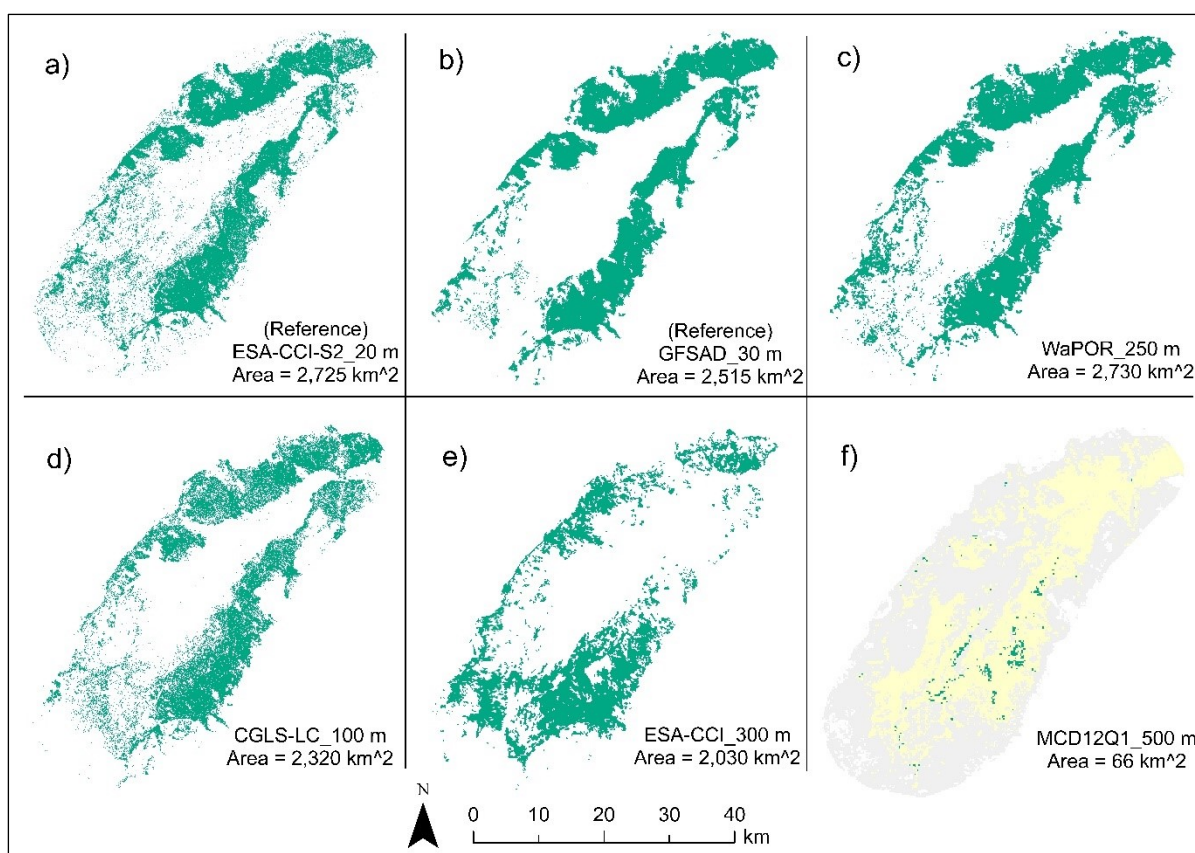 a)
(Reference)
ESA-CCI-S2_20 m
Area = 2,725 km^2
b)
(Reference)
GFSAD_30 m
Area = 2,515 km^2
c)
WaPOR_250 m
Area = 2,730 km^2
d)
CGLS-LC_100 m
Area = 2,320 km^2
e)
ESA-CCI_300 m
Area = 2,030 km^2
f)
MCD12Q1_500 m
Area = 66 km^2
N
0 10 20 30 40
km